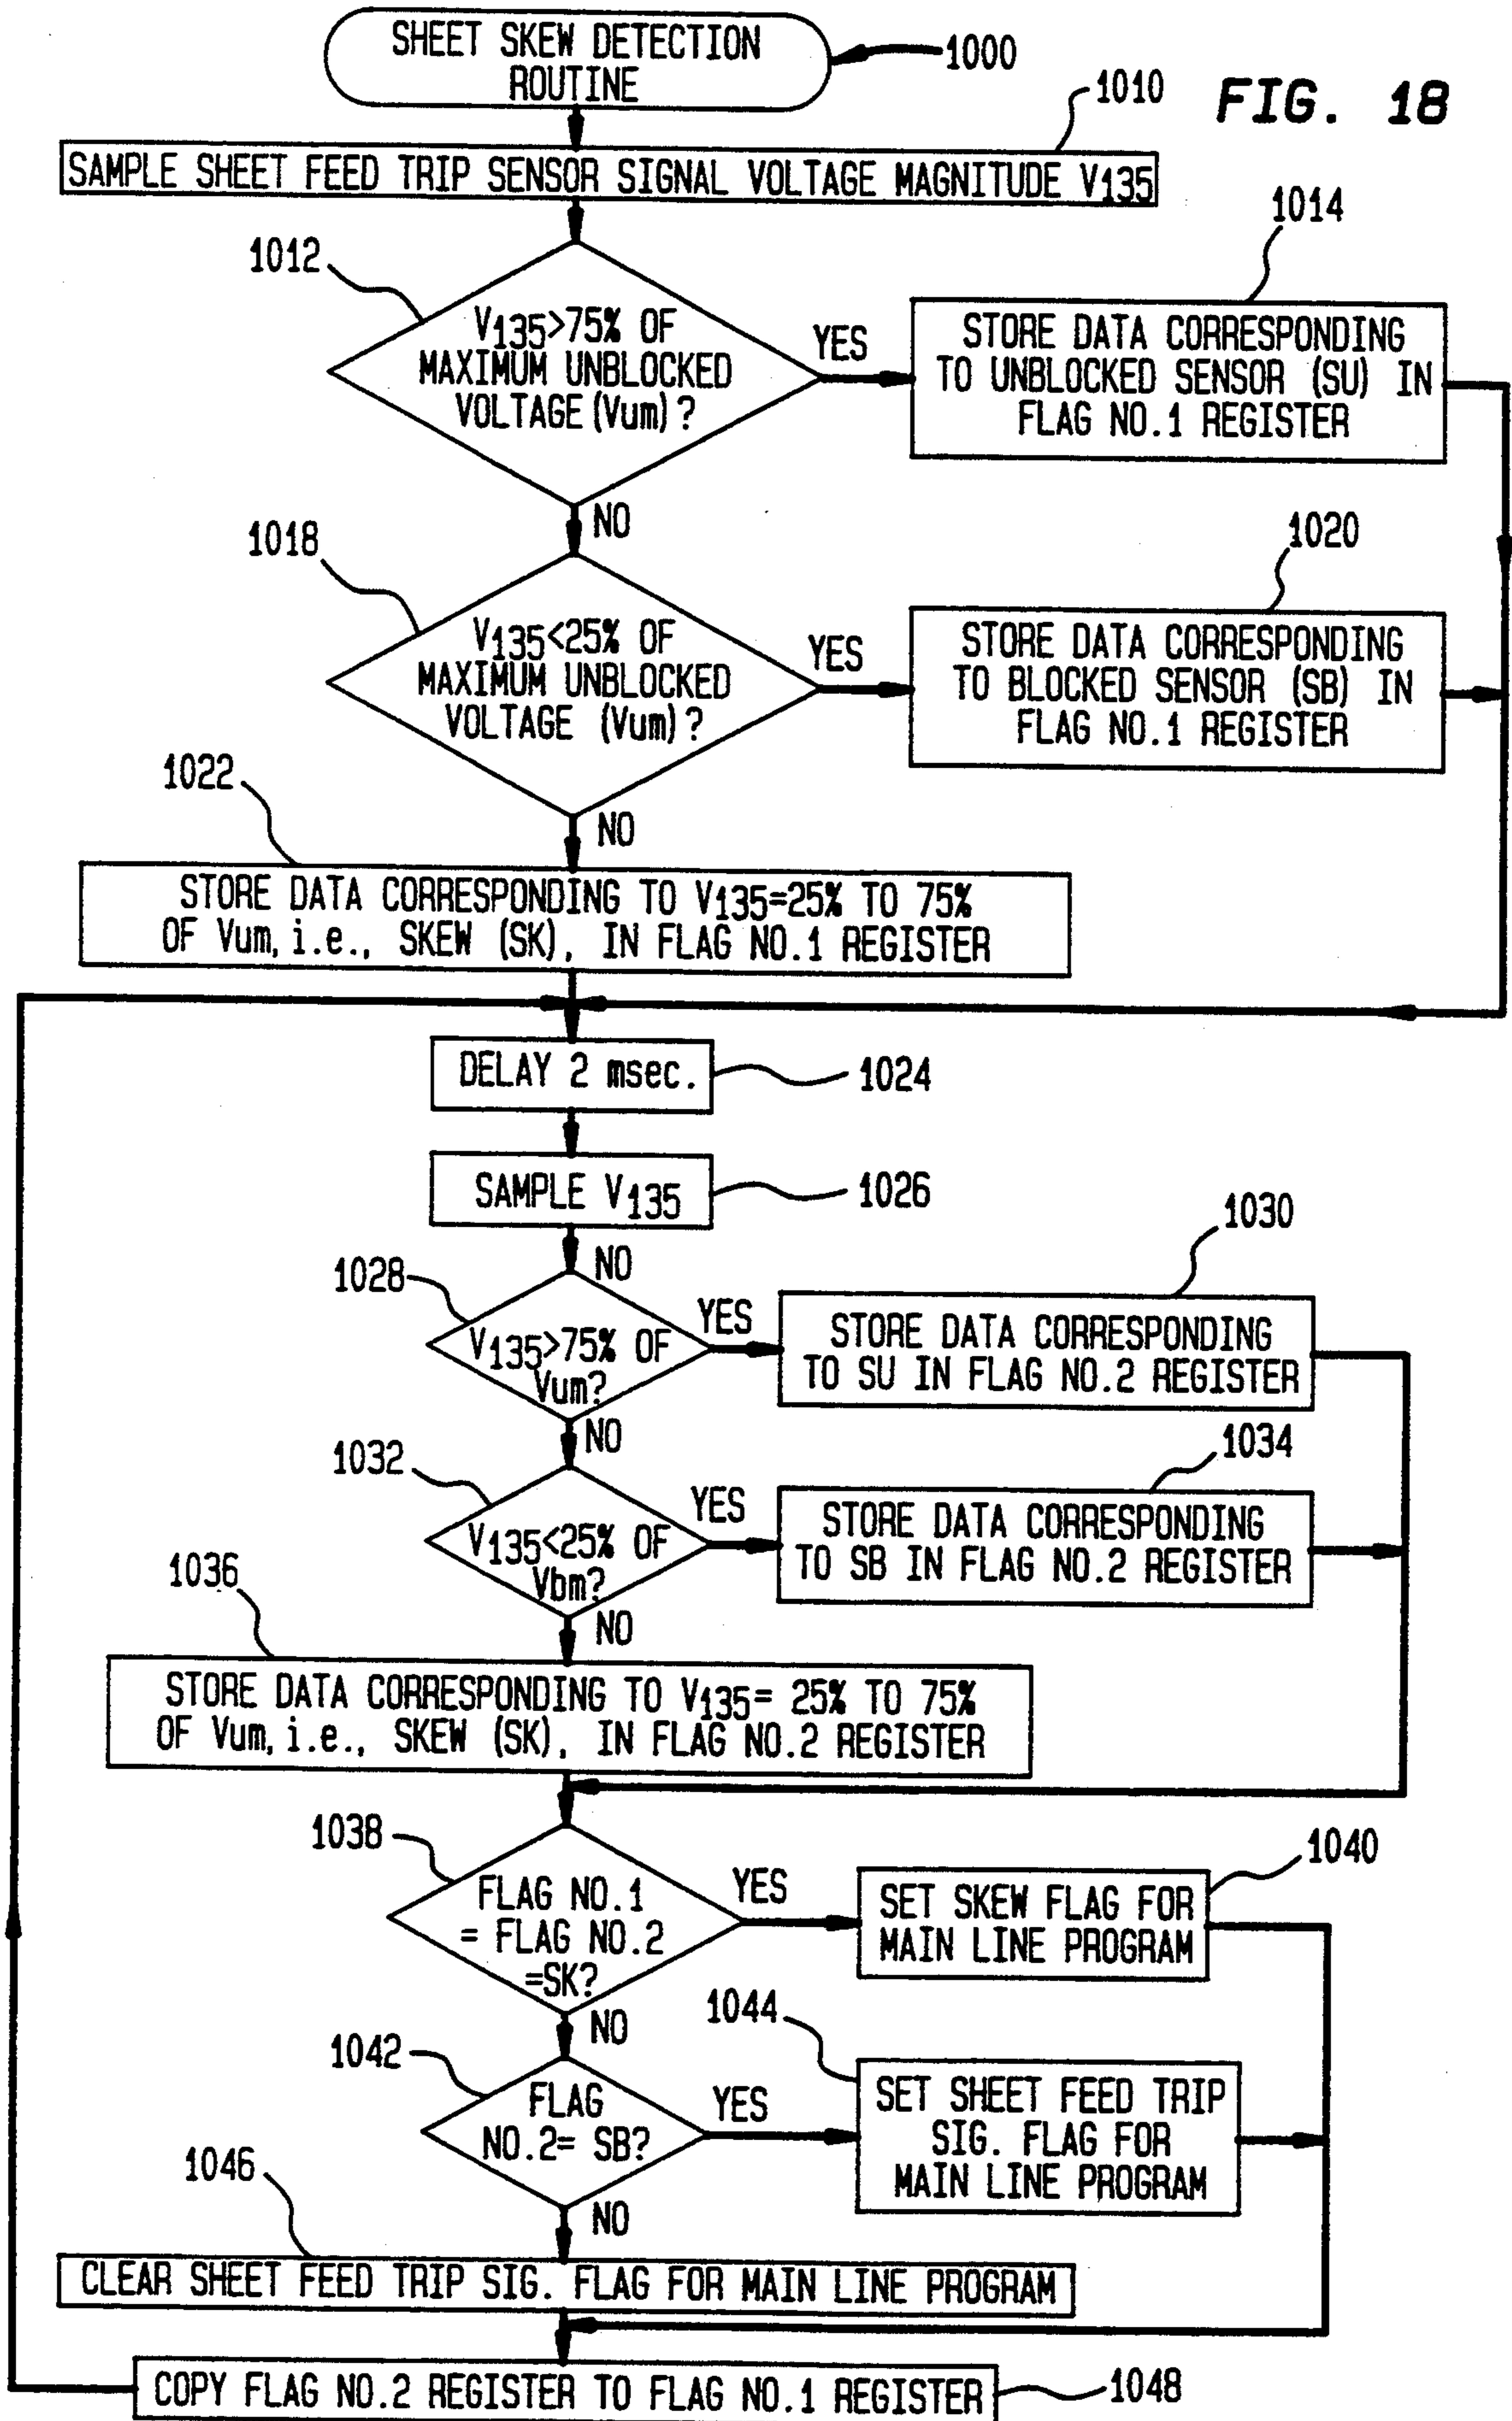 SHEET SKEW DETECTION
ROUTINE
1000
FIG. 18
1010
SAMPLE SHEET FEED TRIP SENSOR SIGNAL VOLTAGE MAGNITUDE V135
1012
V135>75% OF
MAXIMUM UNBLOCKED
VOLTAGE (Vum)?
YES
1014
STORE DATA CORRESPONDING
TO UNBLOCKED SENSOR (SU) IN
FLAG NO.1 REGISTER
NO
1018
V135<25% OF
MAXIMUM UNBLOCKED
VOLTAGE (Vum)?
YES
1020
STORE DATA CORRESPONDING
TO BLOCKED SENSOR (SB) IN
FLAG NO.1 REGISTER
NO
1022
STORE DATA CORRESPONDING TO V135=25% TO 75%
OF Vum, i.e., SKEW (SK), IN FLAG NO.1 REGISTER
DELAY 2 msec.
1024
SAMPLE V135
1026
NO
1028
V135>75% OF
Vum?
YES
1030
STORE DATA CORRESPONDING
TO SU IN FLAG NO.2 REGISTER
NO
1032
V135<25% OF
Vbm?
YES
1034
STORE DATA CORRESPONDING
TO SB IN FLAG NO.2 REGISTER
NO
1036
STORE DATA CORRESPONDING TO V135= 25% TO 75%
OF Vum, i.e., SKEW (SK), IN FLAG NO.2 REGISTER
1038
FLAG NO.1
= FLAG NO.2
=SK?
YES
1040
SET SKEW FLAG FOR
MAIN LINE PROGRAM
NO
1042
FLAG
NO.2= SB?
YES
1044
SET SHEET FEED TRIP
SIG. FLAG FOR
MAIN LINE PROGRAM
NO
1046
CLEAR SHEET FEED TRIP SIG. FLAG FOR MAIN LINE PROGRAM
COPY FLAG NO.2 REGISTER TO FLAG NO.1 REGISTER
1048